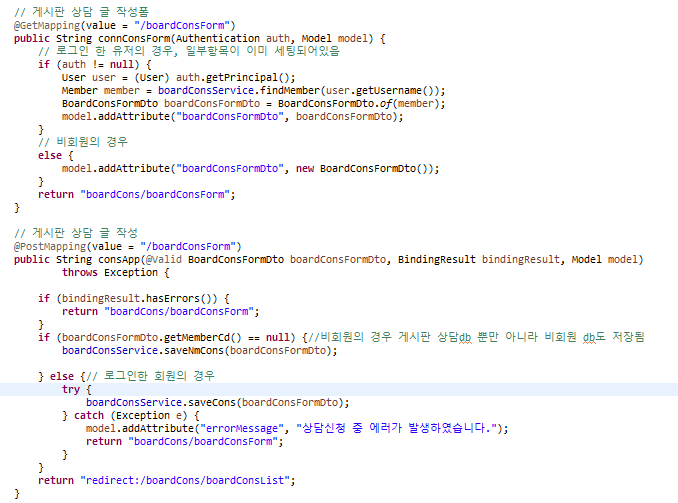 // 게시판 상담 글 작성폼
@GetMapping(value = "/boardConsForm")
public String connConsForm(Authentication auth, Model model) {
// 로그인 한 유저의 경우, 일부항목이 이미 세팅되어있음
if (auth != null) {
User user = (User) auth.getPrincipal();
Member member = boardConsService.findMember(user.getUsername());
BoardConsFormDto boardConsFormDto = BoardConsFormDto.of(member);
model.addAttribute("boardConsFormDto", boardConsFormDto);
}
// 비회원의 경우
else {
model.addAttribute("boardConsFormDto", new BoardConsFormDto());
}
return "boardCons/boardConsForm";
}
// 게시판 상담 글 작성
@PostMapping(value = "/boardConsForm")
public String consApp(@Valid BoardConsFormDto boardConsFormDto, BindingResult bindingResult, Model model)
throws Exception {
if (bindingResult.hasErrors()) {
return "boardCons/boardConsForm";
}
if (boardConsFormDto.getMemberCd() == null) {//비회원의 경우 게시판 상담db 뿐만 아니라 비회원 db도 저장됨
boardConsService.saveNmCons(boardConsFormDto);
} else {// 로그인한 회원의 경우
try {
boardConsService.saveCons(boardConsFormDto);
} catch (Exception e) {
model.addAttribute("errorMessage", "상담신청 중 에러가 발생하였습니다.");
return "boardCons/boardConsForm";
}
}
return "redirect:/boardCons/boardConsList";
}